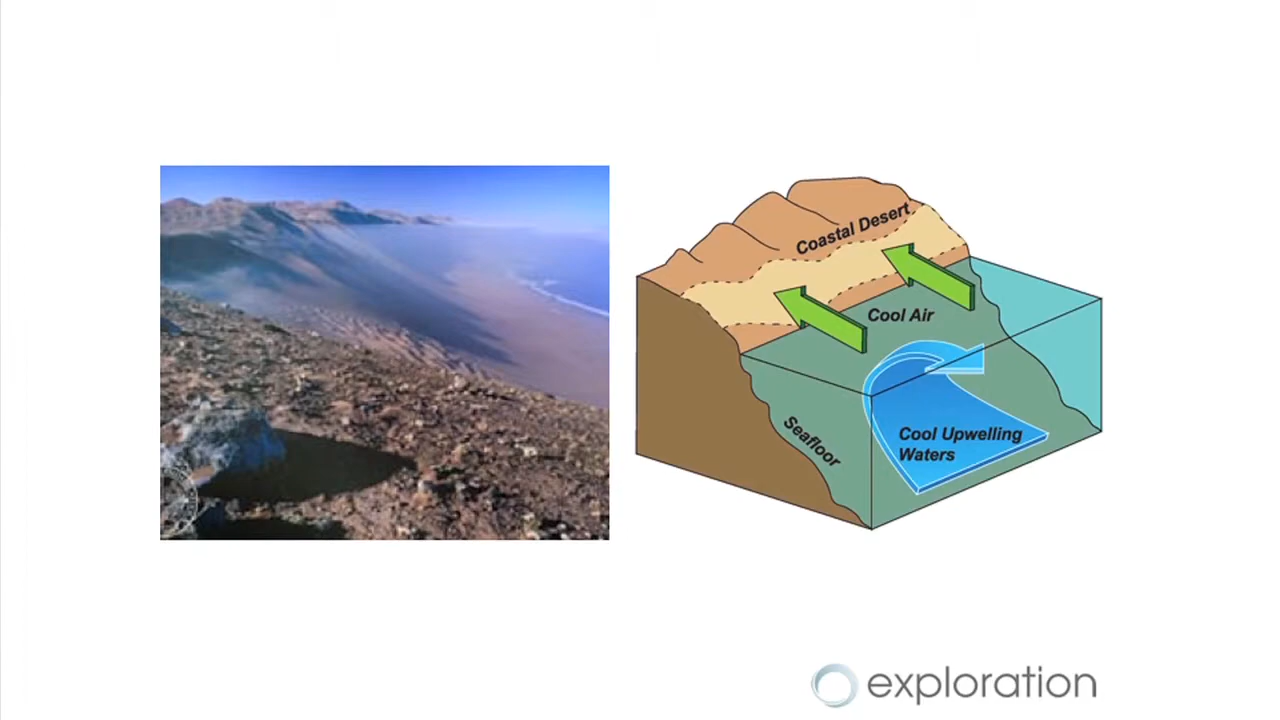 Coastal Desert
Cool Air
Seafloor
Cool Upwelling
Waters
exploration